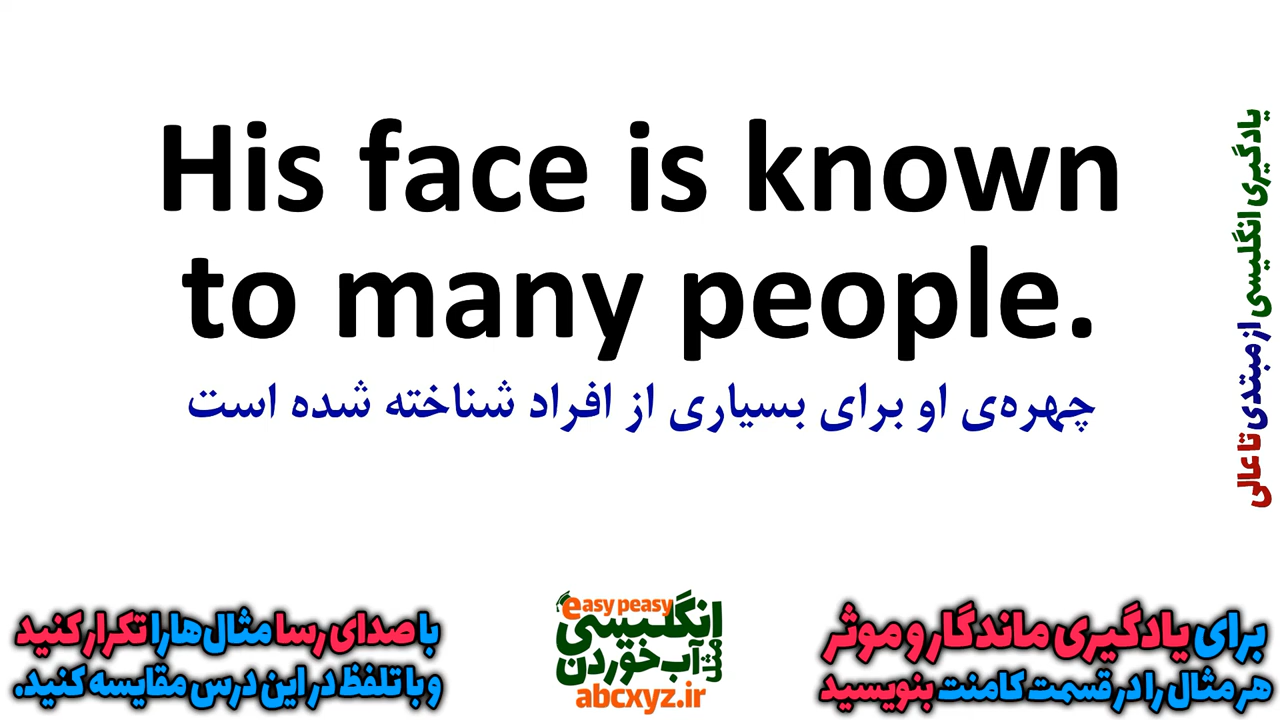 His face is known
to many people.
چهره‌ی او برای بسیاری از افراد شناخته شده است
یادگیری انگلیسی از مبتدی تا عالی
برای یادگیری ماندگار و موثر
هر مثال را در قسمت کامنت بنویسید
easy peasy
انگلیسی
مثل آب خوردن
abcxyz.ir
با صدای رسا مثال‌ها را تکرار کنید
و با تلفظ در این درس مقایسه کنید.